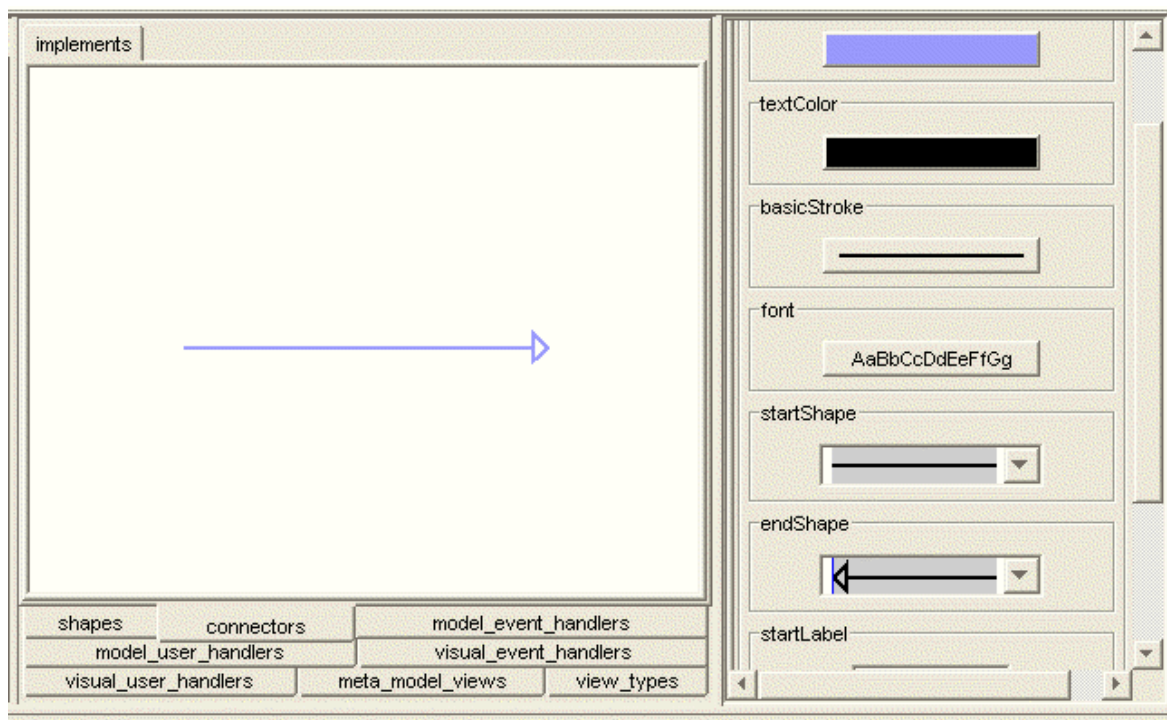 implements
shapes
connectors
model_event_handlers
model_user_handlers
visual_event_handlers
visual_user_handlers
meta_model_views
view_types
textColor
basicStroke
font
AaBbCcDdEeFfGg
startShape
endShape
startLabel